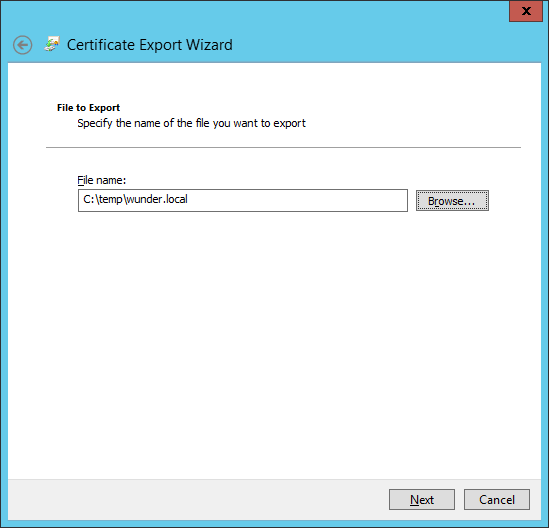 x
Certificate Export Wizard
File to Export
Specify the name of the file you want to export
File name:
C:\temp\wunder.local
Browse...
Next
Cancel